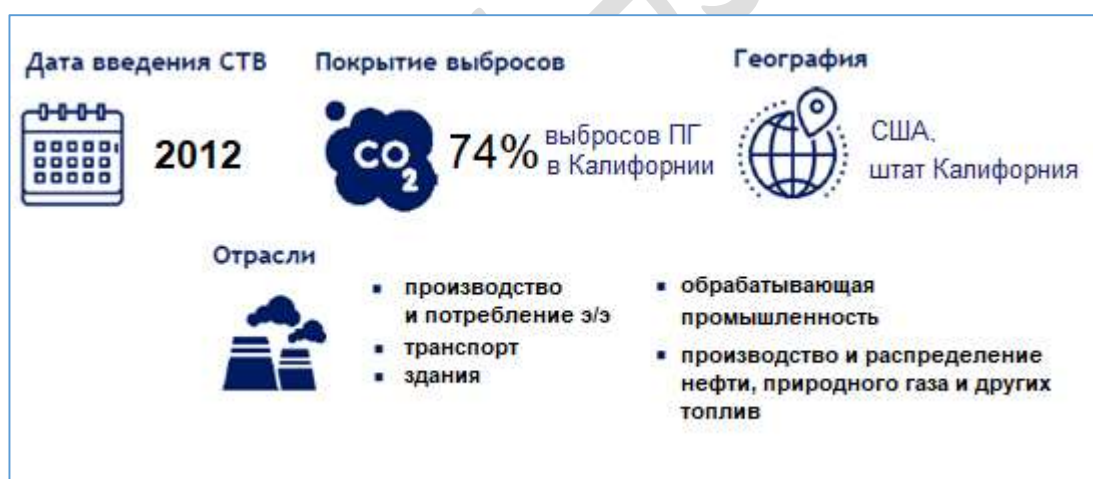 Дата введения СТВ
Покрытие выбросов
География
2012
CO2
74%
выбросов ПГ
в Калифорнии
США,
штат Калифорния
Отрасли
▪ производство
и потребление э/э
▪ транспорт
▪ здания
▪ обрабатывающая
промышленность
▪ производство и распределение
нефти, природного газа и других
топлив